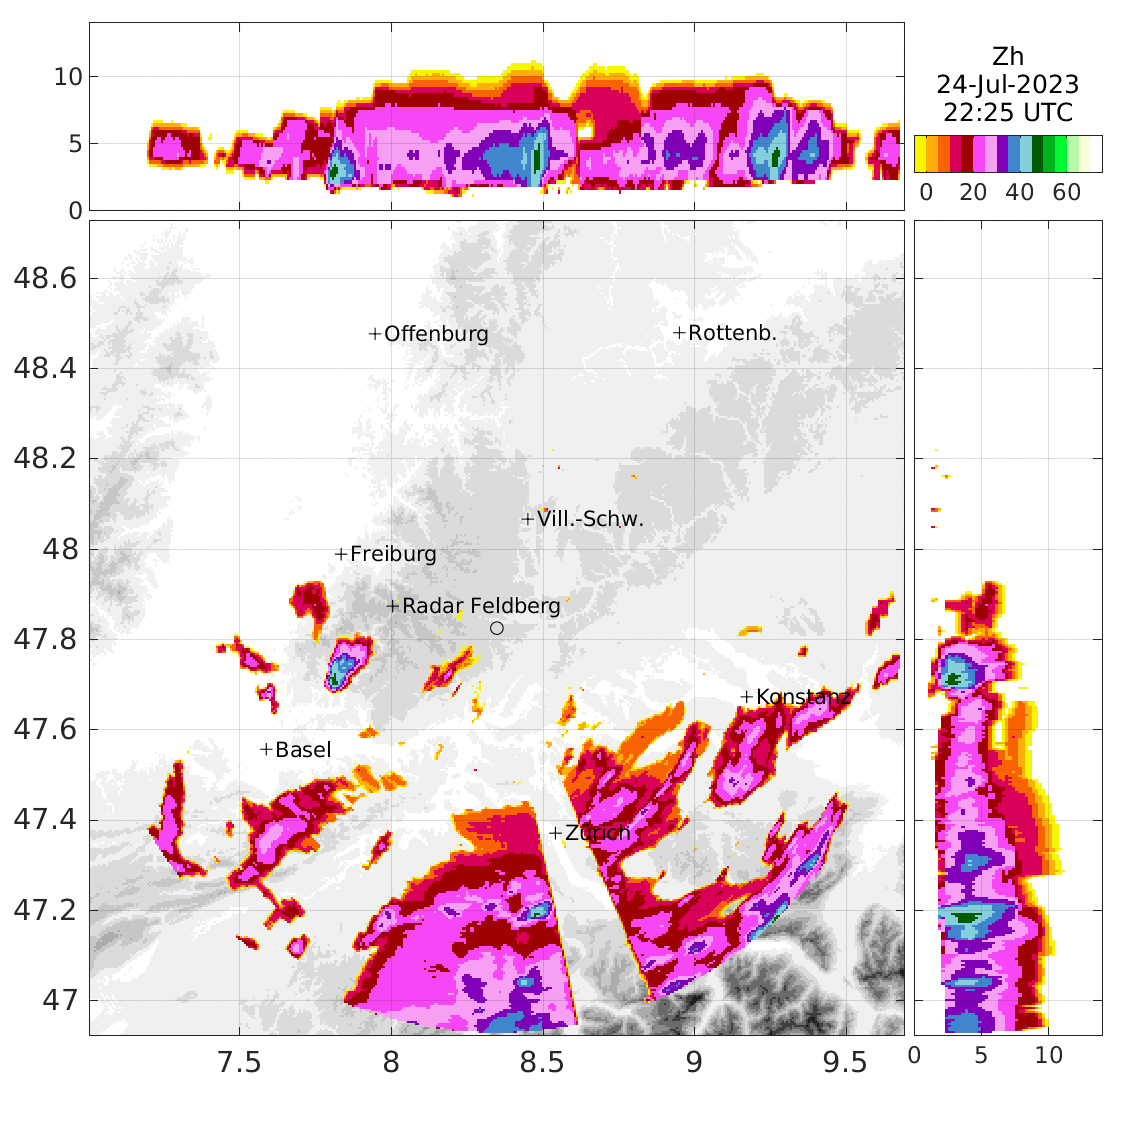 10
5
0
Zh
24-Jul-2023
22:25 UTC
0 20 40 60
48.6
48.4
48.2
48
47.8
47.6
47.4
47.2
47
+Offenburg
+Rottenb.
+Vill.-Schw.
+Freiburg
+Radar Feldberg
+Konstanz
+Basel
+Zürich
7.5 8 8.5 9 9.5
0 5 10